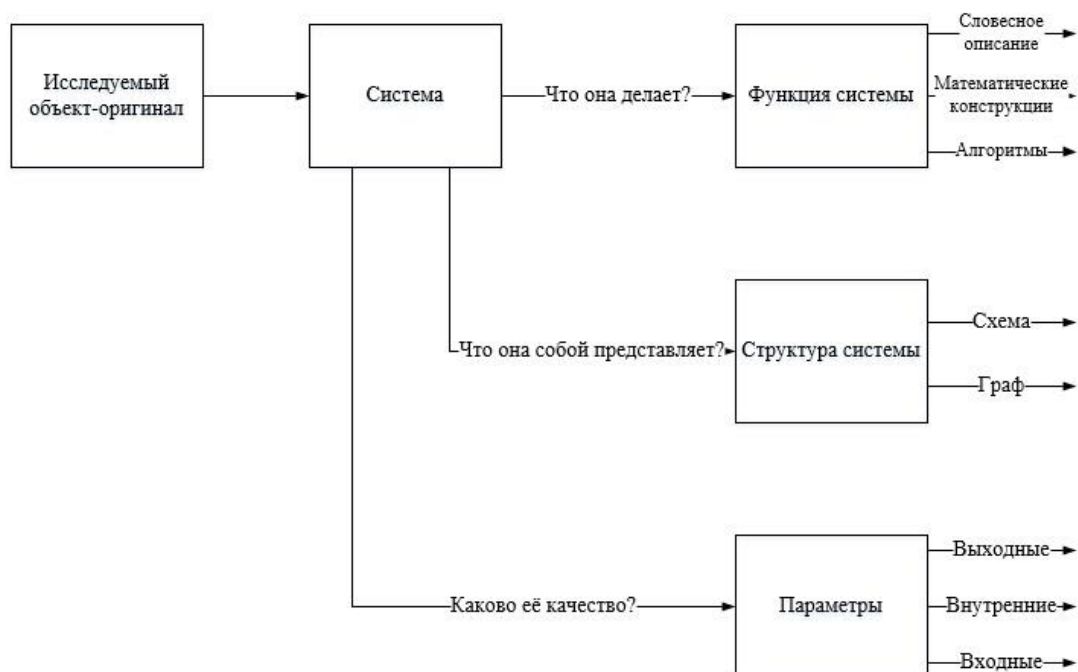 Исследуемый
объект-оригинал
Система
Что она делает?
Функция системы
Словесное
описание
Математические
конструкции
Алгоритмы
Что она собой представляет?
Структура системы
Схема
Граф
Каково её качество?
Параметры
Выходные
Внутренние
Входные